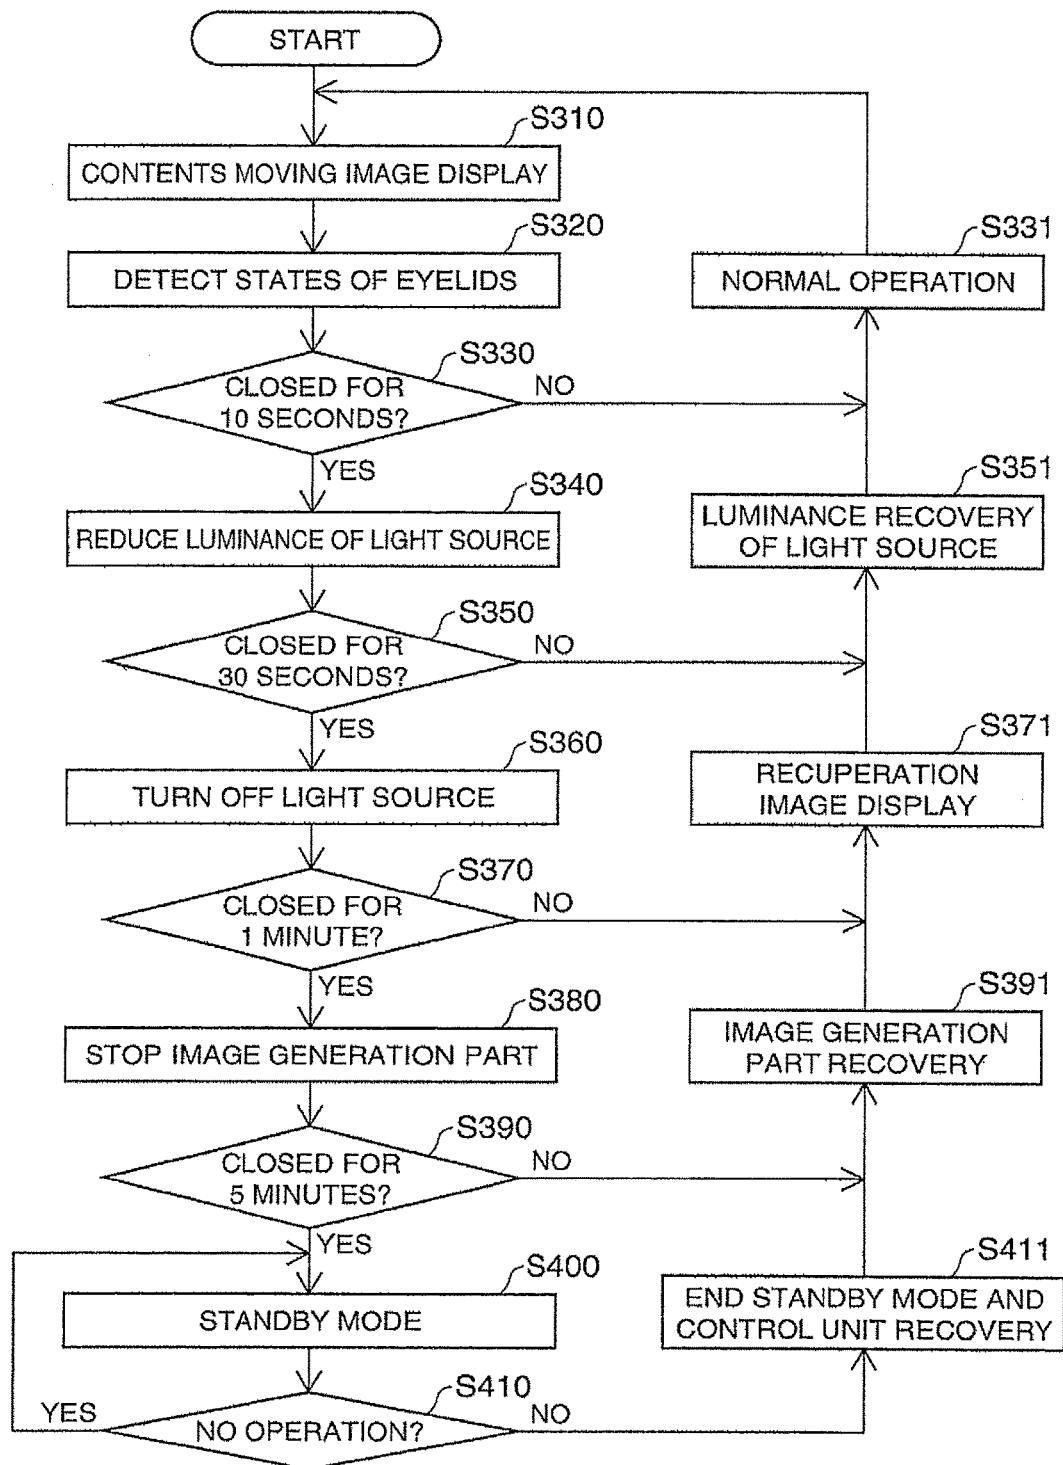 START
S310
CONTENTS MOVING IMAGE DISPLAY
S320
DETECT STATES OF EYELIDS
S331
NORMAL OPERATION
S330
CLOSED FOR
10 SECONDS?
NO
YES
S340
REDUCE LUMINANCE OF LIGHT SOURCE
S351
LUMINANCE RECOVERY
OF LIGHT SOURCE
S350
CLOSED FOR
30 SECONDS?
NO
YES
S360
TURN OFF LIGHT SOURCE
S371
RECUPERATION
IMAGE DISPLAY
S370
CLOSED FOR
1 MINUTE?
NO
YES
S380
STOP IMAGE GENERATION PART
S391
IMAGE GENERATION
PART RECOVERY
S390
CLOSED FOR
5 MINUTES?
NO
YES
S400
STANDBY MODE
S411
END STANDBY MODE AND
CONTROL UNIT RECOVERY
S410
NO OPERATION?
YES
NO